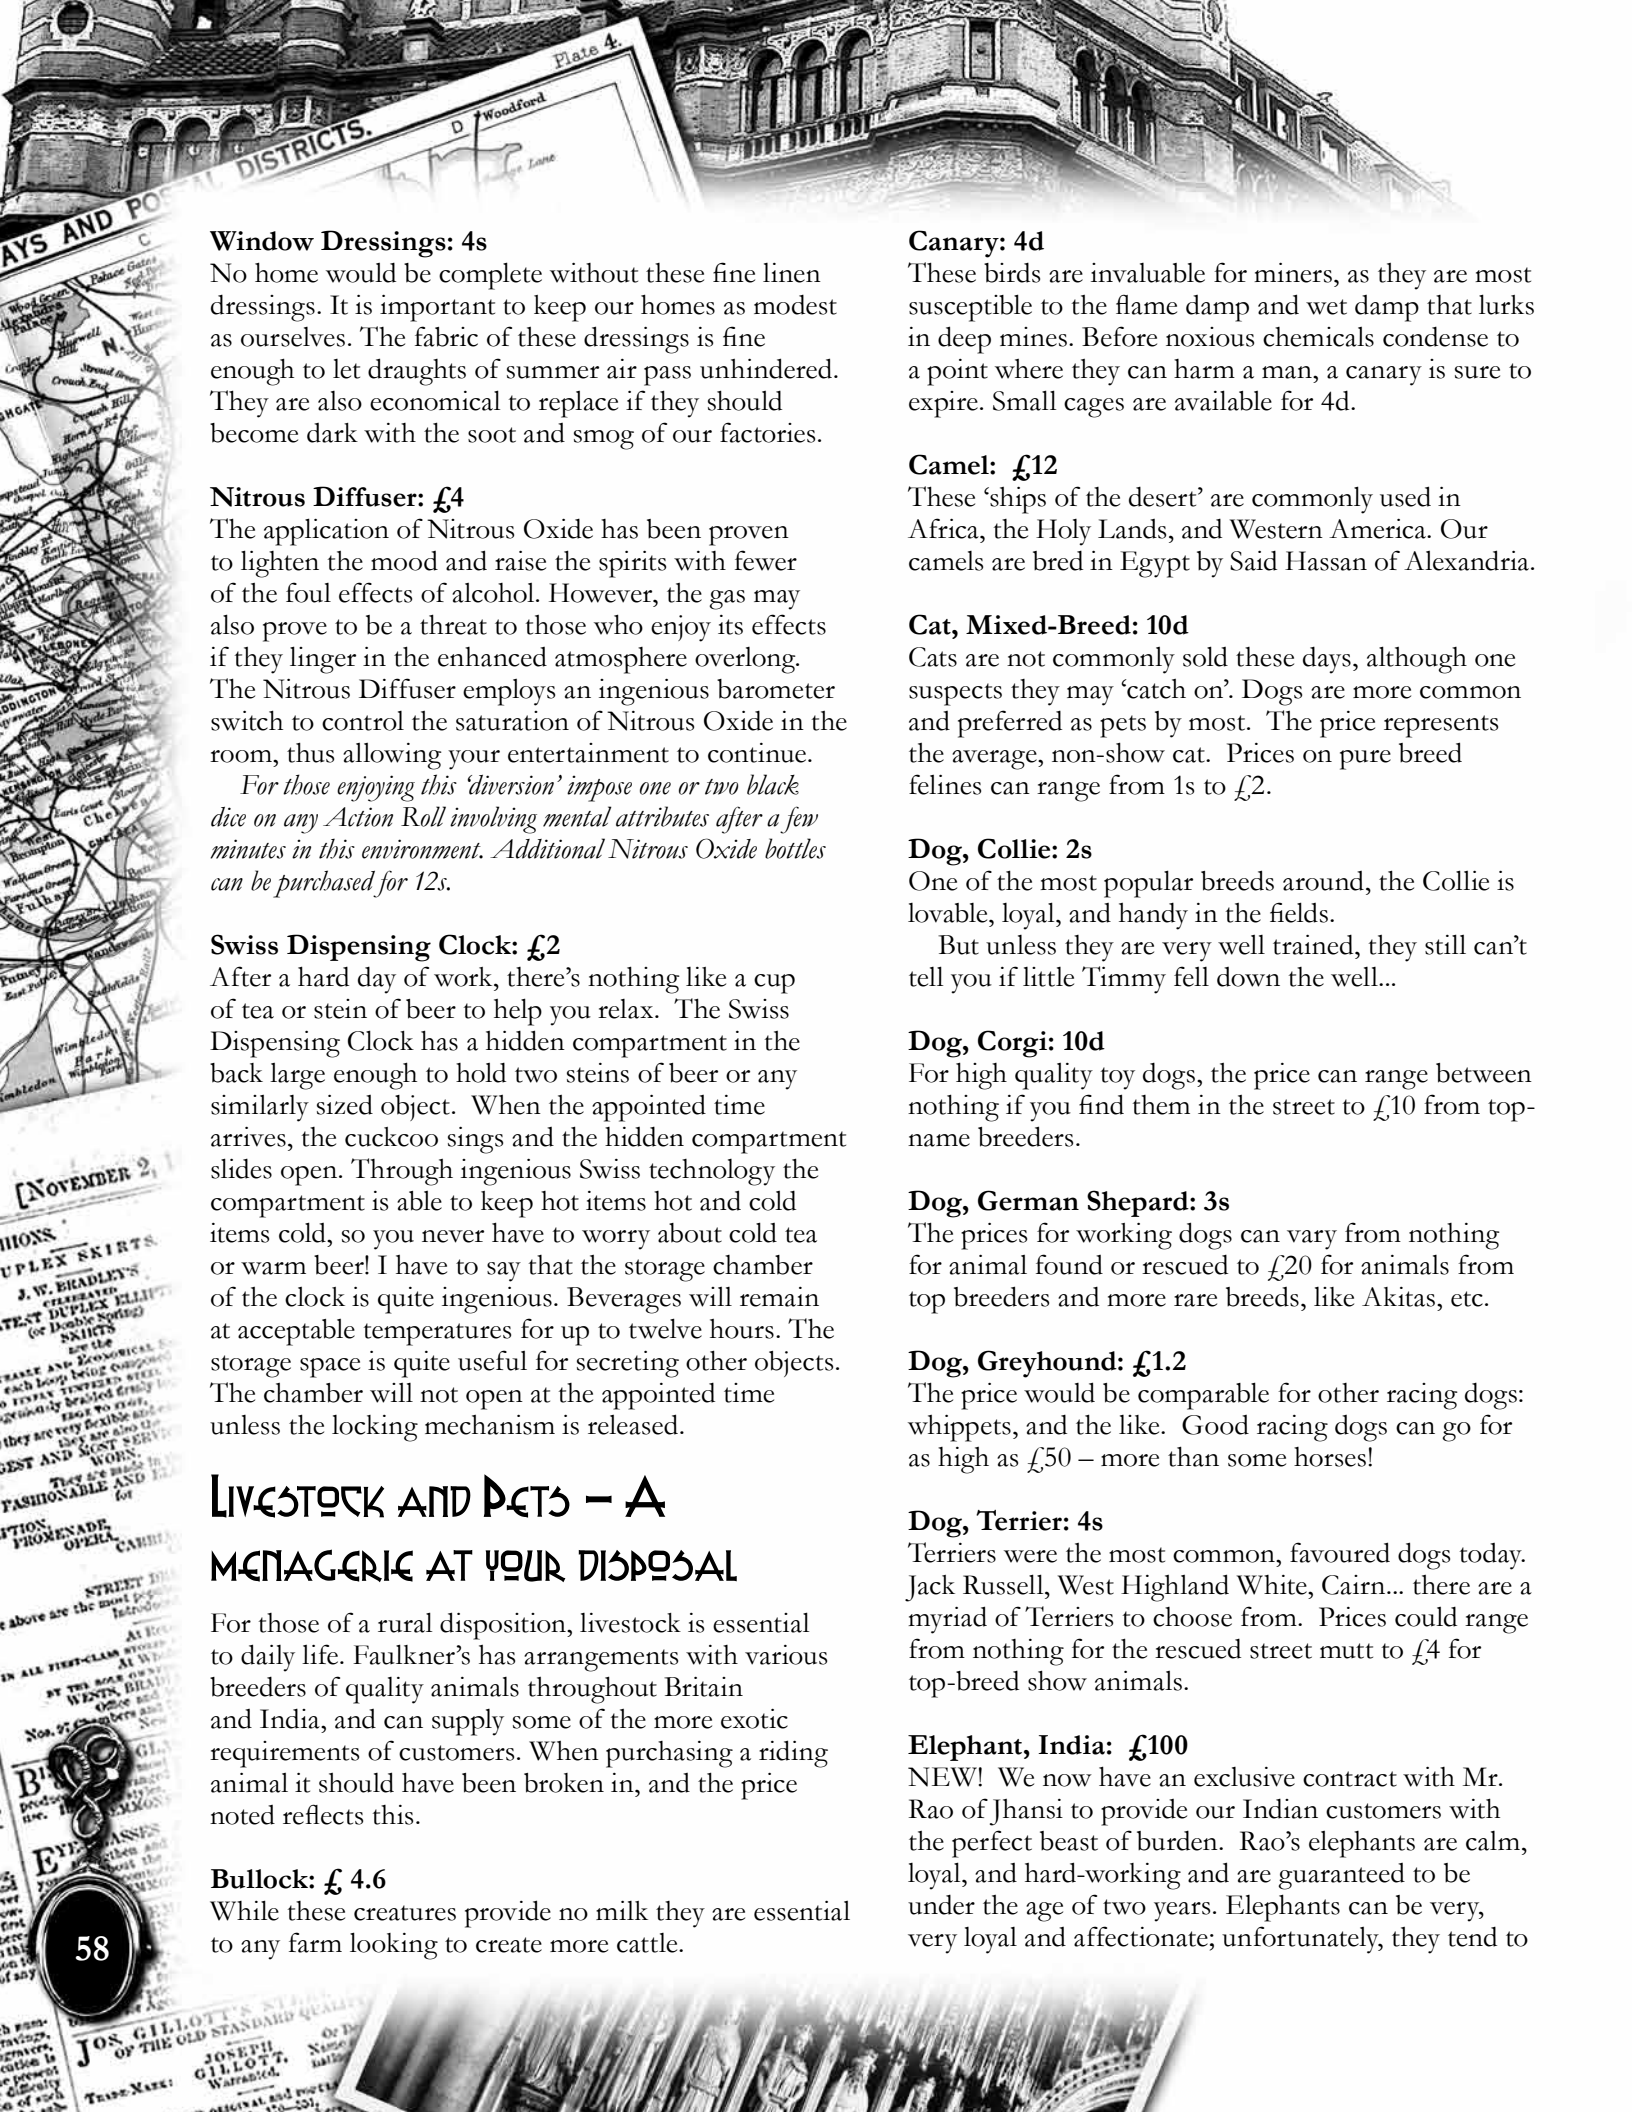 Plate 4.
D
Woodford
DISTRICTS.
AYS AND PO
C
Window Dressings: 4s
No home would be complete without these fine linen
dressings. It is important to keep our homes as modest
as ourselves. The fabric of these dressings is fine
enough to let draughts of summer air pass unhindered.
They are also economical to replace if they should
become dark with the soot and smog of our factories.
Nitrous Diffuser: £4
The application of Nitrous Oxide has been proven
to lighten the mood and raise the spirits with fewer
of the foul effects of alcohol. However, the gas may
also prove to be a threat to those who enjoy its effects
if they linger in the enhanced atmosphere overlong.
The Nitrous Diffuser employs an ingenious barometer
switch to control the saturation of Nitrous Oxide in the
room, thus allowing your entertainment to continue.
For those enjoying this ‘diversion’ impose one or two black
dice on any Action Roll involving mental attributes after a few
minutes in this environment. Additional Nitrous Oxide bottles
can be purchased for 12s.
Swiss Dispensing Clock: £2
After a hard day of work, there’s nothing like a cup
of tea or stein of beer to help you relax. The Swiss
Dispensing Clock has a hidden compartment in the
back large enough to hold two steins of beer or any
similarly sized object. When the appointed time
arrives, the cuckcoo sings and the hidden compartment
slides open. Through ingenious Swiss technology the
compartment is able to keep hot items hot and cold
items cold, so you never have to worry about cold tea
or warm beer! I have to say that the storage chamber
of the clock is quite ingenious. Beverages will remain
at acceptable temperatures for up to twelve hours. The
storage space is quite useful for secreting other objects.
The chamber will not open at the appointed time
unless the locking mechanism is released.
Livestock and Pets – A
menagerie at your disposal
For those of a rural disposition, livestock is essential
to daily life. Faulkner’s has arrangements with various
breeders of quality animals throughout Britain
and India, and can supply some of the more exotic
requirements of customers. When purchasing a riding
animal it should have been broken in, and the price
noted reflects this.
Bullock: £ 4.6
While these creatures provide no milk they are essential
to any farm looking to create more cattle.
Canary: 4d
These birds are invaluable for miners, as they are most
susceptible to the flame damp and wet damp that lurks
in deep mines. Before noxious chemicals condense to
a point where they can harm a man, a canary is sure to
expire. Small cages are available for 4d.
Camel: £12
These ‘ships of the desert’ are commonly used in
Africa, the Holy Lands, and Western America. Our
camels are bred in Egypt by Said Hassan of Alexandria.
Cat, Mixed-Breed: 10d
Cats are not commonly sold these days, although one
suspects they may ‘catch on’. Dogs are more common
and preferred as pets by most. The price represents
the average, non-show cat. Prices on pure breed
felines can range from 1s to £2.
Dog, Collie: 2s
One of the most popular breeds around, the Collie is
lovable, loyal, and handy in the fields.
But unless they are very well trained, they still can’t
tell you if little Timmy fell down the well...
Dog, Corgi: 10d
For high quality toy dogs, the price can range between
nothing if you find them in the street to £10 from top-
name breeders.
Dog, German Shepard: 3s
The prices for working dogs can vary from nothing
for animal found or rescued to £20 for animals from
top breeders and more rare breeds, like Akitas, etc.
Dog, Greyhound: £1.2
The price would be comparable for other racing dogs:
whippets, and the like. Good racing dogs can go for
as high as £50 – more than some horses!
Dog, Terrier: 4s
Terriers were the most common, favoured dogs today.
Jack Russell, West Highland White, Cairn... there are a
myriad of Terriers to choose from. Prices could range
from nothing for the rescued street mutt to £4 for
top-breed show animals.
Elephant, India: £100
NEW! We now have an exclusive contract with Mr.
Rao of Jhansi to provide our Indian customers with
the perfect beast of burden. Rao’s elephants are calm,
loyal, and hard-working and are guaranteed to be
under the age of two years. Elephants can be very,
very loyal and affectionate; unfortunately, they tend to
[NOVEMBER 2,
J. W. BRADLEY'S
58
JOS. GILLOTT'S
OF THE OLD STANDARD QUALITY
JOSEPH
GILLOTT,
Warranted.
TRADE MARK: